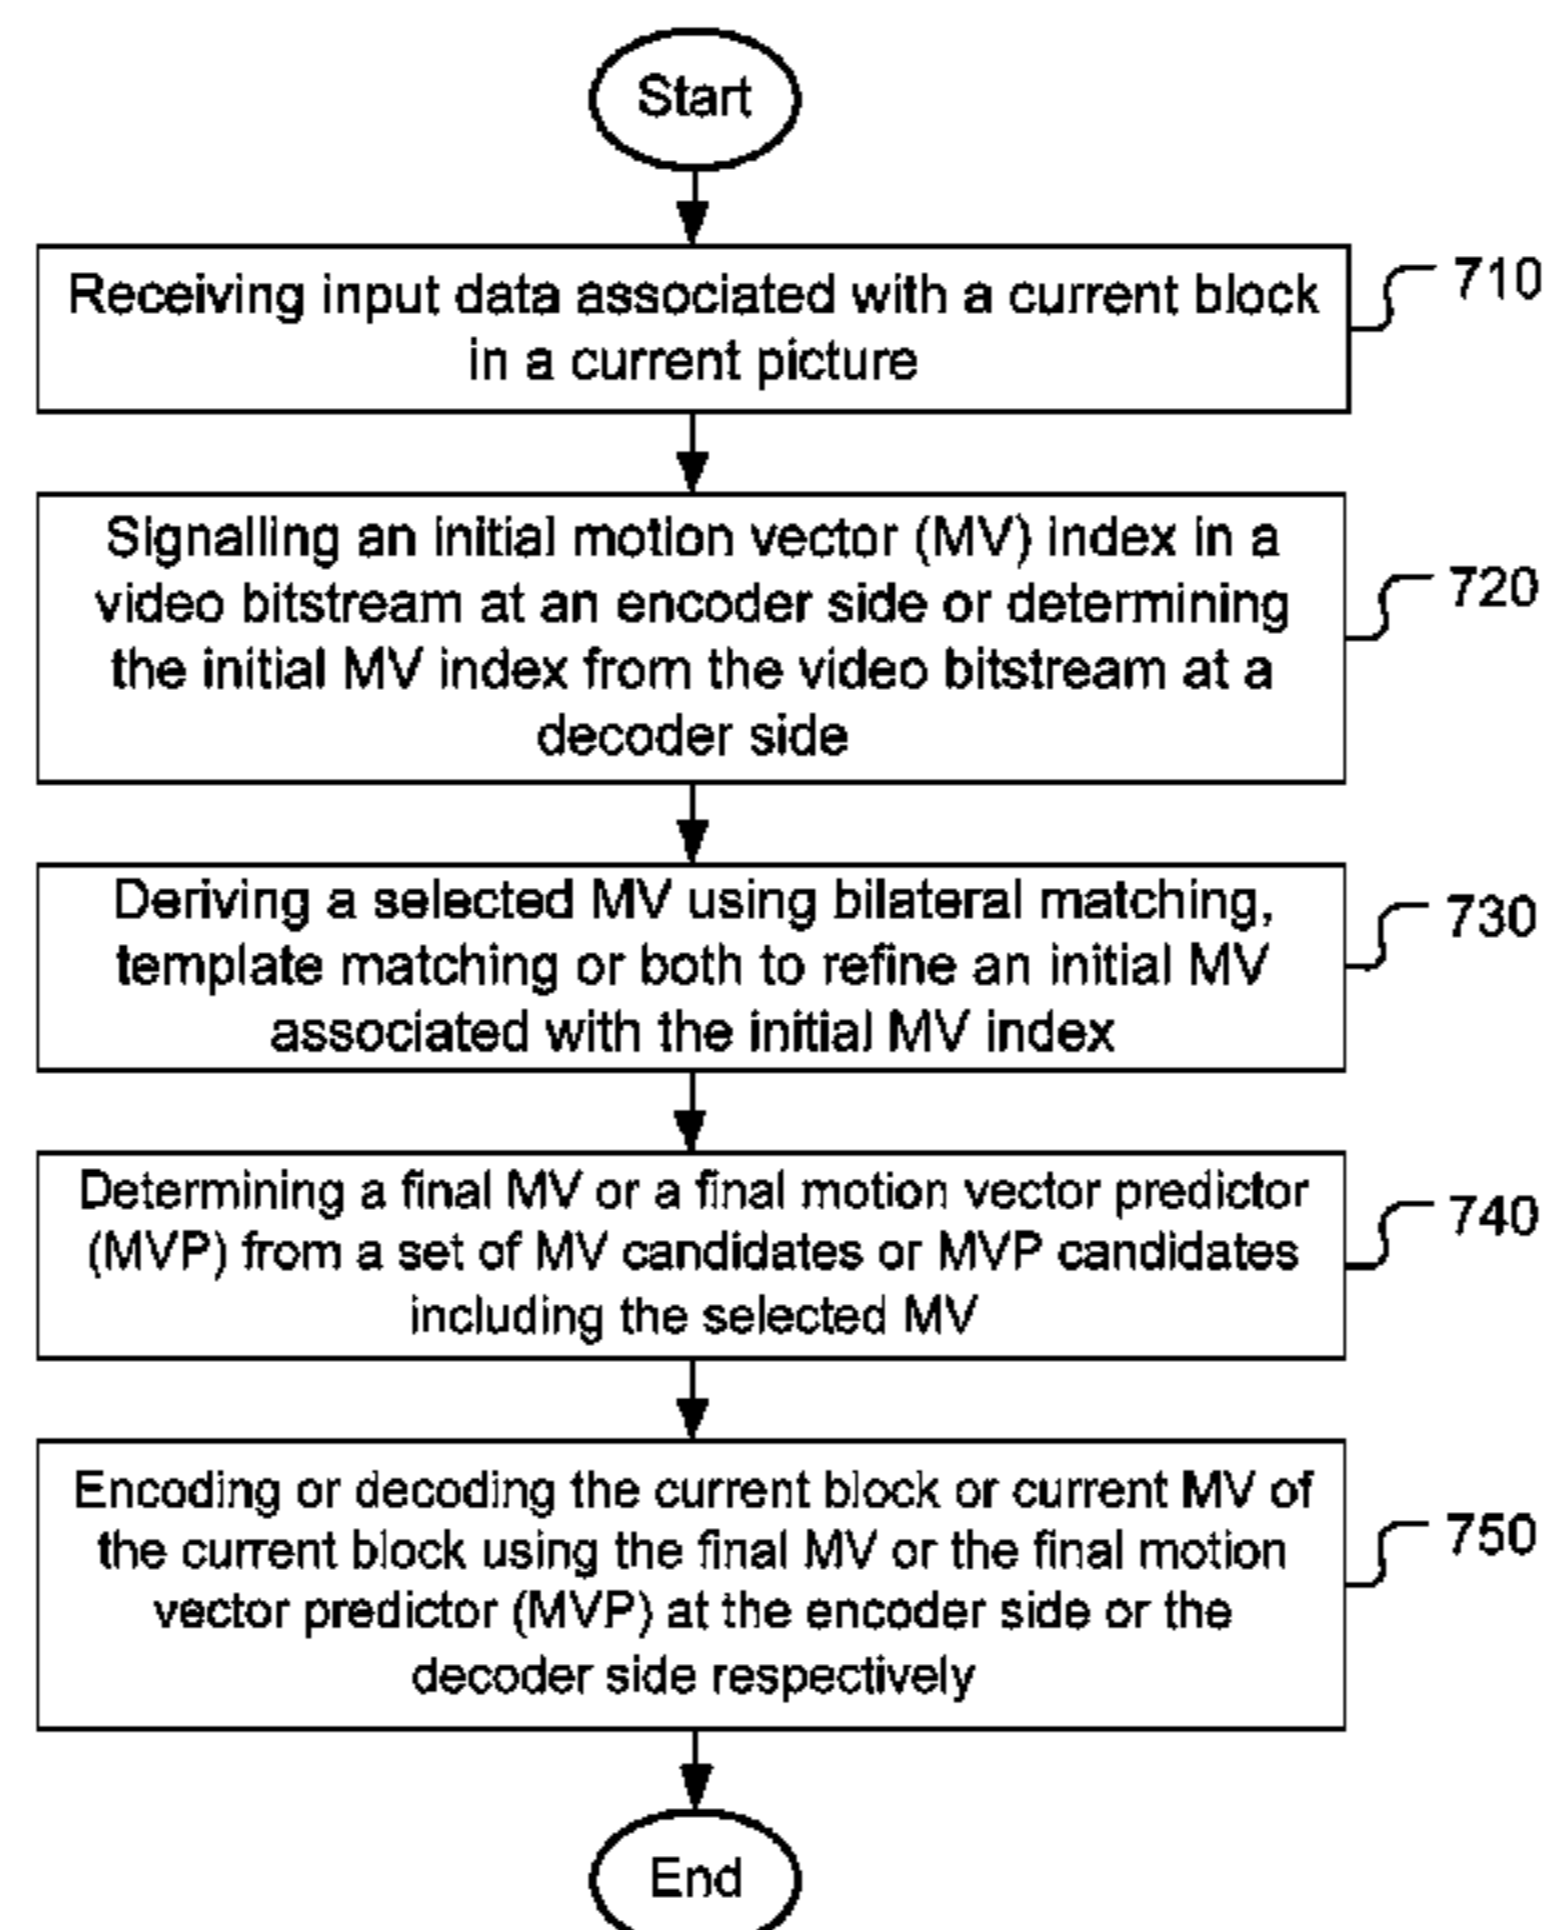 Start
Receiving input data associated with a current block
in a current picture
710
Signalling an initial motion vector (MV) index in a
video bitstream at an encoder side or determining
the initial MV index from the video bitstream at a
decoder side
720
Deriving a selected MV using bilateral matching,
template matching or both to refine an initial MV
associated with the initial MV index
730
Determining a final MV or a final motion vector predictor
(MVP) from a set of MV candidates or MVP candidates
including the selected MV
740
Encoding or decoding the current block or current MV of
the current block using the final MV or the final motion
vector predictor (MVP) at the encoder side or the
decoder side respectively
750
End